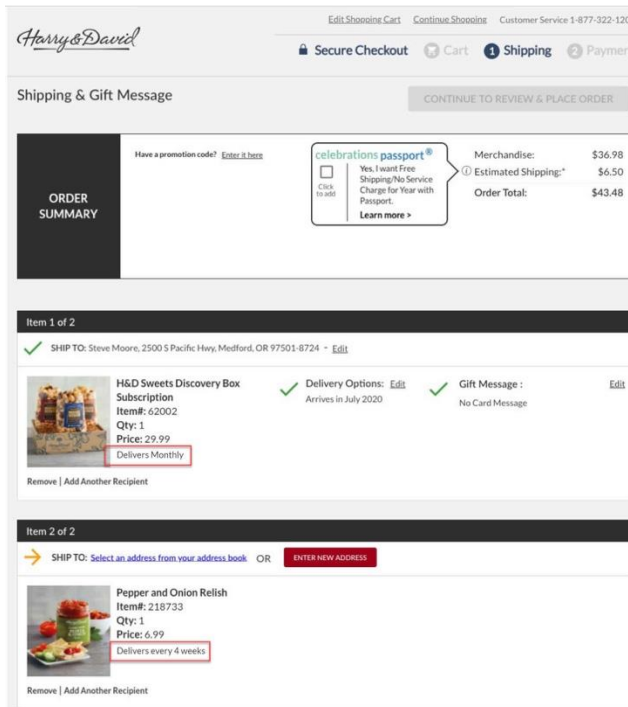 Harry & David
Edit Shopping Cart Continue Shopping Customer Service 1-877-322-120
Secure Checkout Cart 1 Shipping 2 Paymen
Shipping & Gift Message
CONTINUE TO REVIEW & PLACE ORDER
ORDER SUMMARY
Have a promotion code? Enter it here
celebrations passport®
Click to add
Yes, I want Free
Shipping/No Service
Charge for Year with
Passport.
Learn more >
Merchandise: $36.98
Estimated Shipping:* $6.50
Order Total: $43.48
Item 1 of 2
SHIP TO: Steve Moore, 2500 S Pacific Hwy, Medford, OR 97501-8724 - Edit
H&D Sweets Discovery Box
Subscription
Item#: 62002
Qty: 1
Price: 29.99
Delivers Monthly
Delivery Options: Edit
Arrives in July 2020
Gift Message : Edit
No Card Message
Remove | Add Another Recipient
Item 2 of 2
SHIP TO: Select an address from your address book OR ENTER NEW ADDRESS
Pepper and Onion Relish
Item#: 218733
Qty: 1
Price: 6.99
Delivers every 4 weeks
Remove | Add Another Recipient